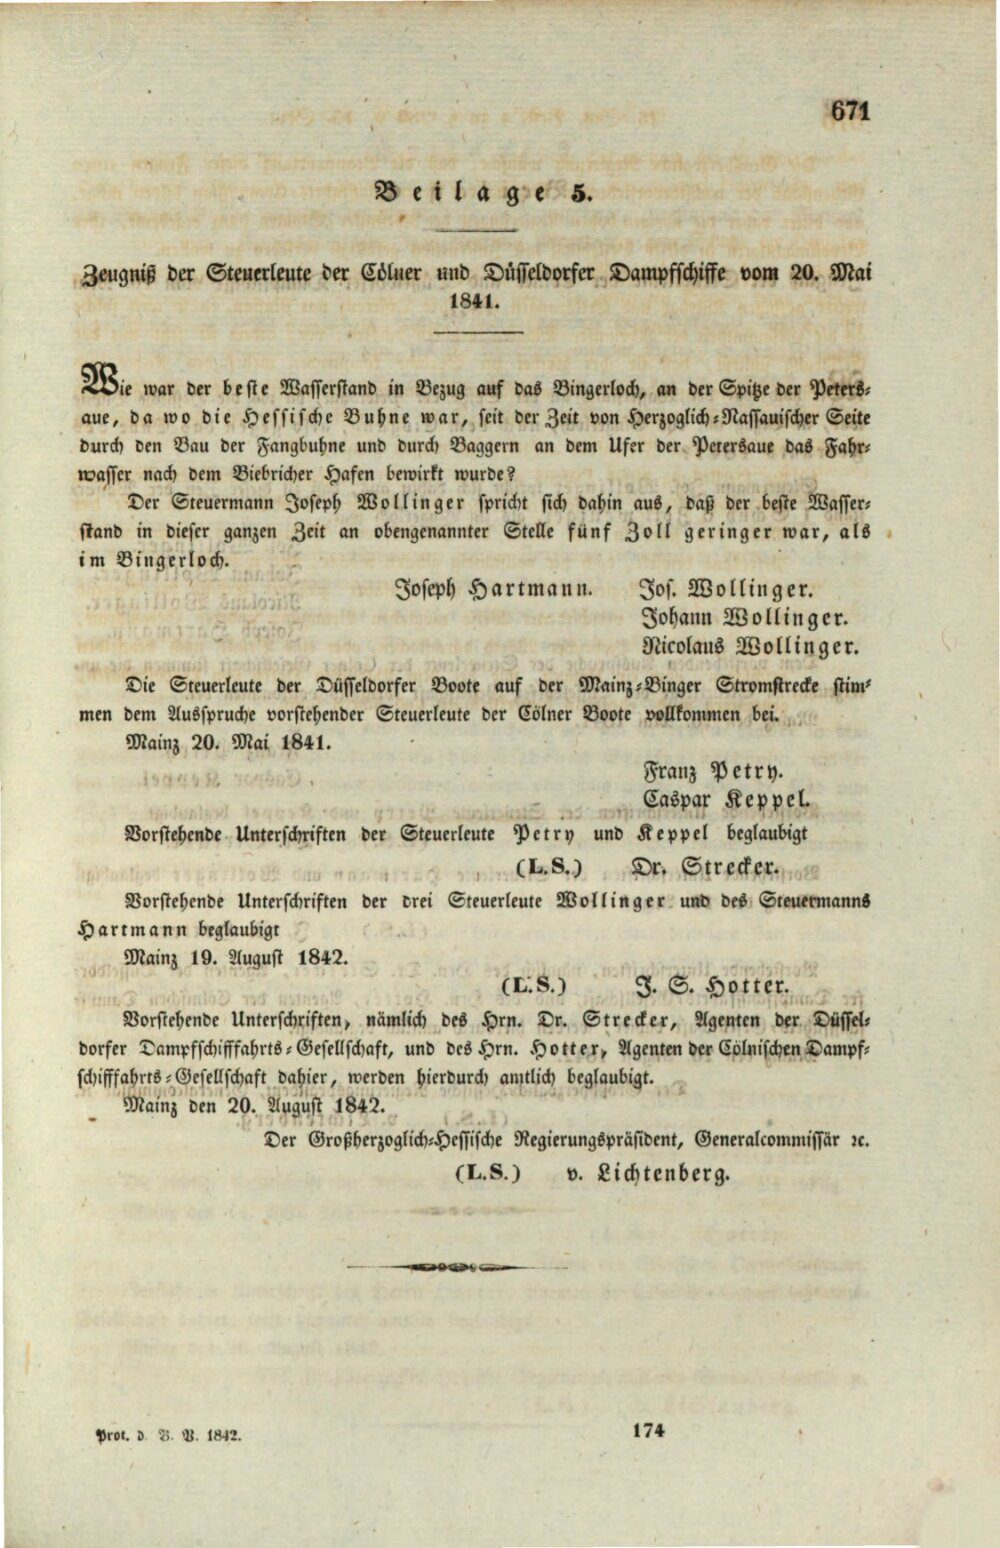 671
Beilage 5.
Zeugniß der Steuerleute der Cölner und Düsseldorfer Dampfschiffe vom 20. Mai
1841.
Wie war der beste Wasserstand in Bezug auf das Bingerloch, an der Spitze der Peters-
aue, da wo die Hessische Buhne war, seit der Zeit von Herzoglich-Nassauischer Seite
durch den Bau der Fangbuhne und durch Baggern an dem Ufer der Petersaue das Fahr-
wasser nach dem Biebricher Hafen bewirkt wurde?
Der Steuermann Joseph Wollinger spricht sich dahin aus, daß der beste Wasser-
stand in dieser ganzen Zeit an obengenannter Stelle fünf Zoll geringer war, als
im Bingerloch.
Joseph Hartmann. Jos. Wollinger.
Johann Wollinger.
Nicolaus Wollinger.
Die Steuerleute der Düsseldorfer Boote auf der Mainz-Binger Stromstrecke stim-
men dem Ausspruche vorstehender Steuerleute der Cölner Boote vollkommen bei.
Mainz 20. Mai 1841.
Franz Petry.
Caspar Keppel.
Vorstehende Unterschriften der Steuerleute Petry und Keppel beglaubigt
(L.S.) Dr. Strecker.
Vorstehende Unterschriften der drei Steuerleute Wollinger und des Steuermanns
Hartmann beglaubigt
Mainz 19. August 1842.
(L.S.) J. S. Hotter.
Vorstehende Unterschriften, nämlich des Hrn. Dr. Strecker, Agenten der Düssel-
dorfer Dampfschifffahrts-Gesellschaft, und des Hrn. Hotter, Agenten der Cölnischen Dampf-
schifffahrts-Gesellschaft dahier, werden hierdurch amtlich beglaubigt.
Mainz den 20. August 1842.
Der Großherzoglich-Hessische Regierungspräsident, Generalcommissär ꝛc.
(L.S.) v. Lichtenberg.
Prot. d. B. V. 1842. 174